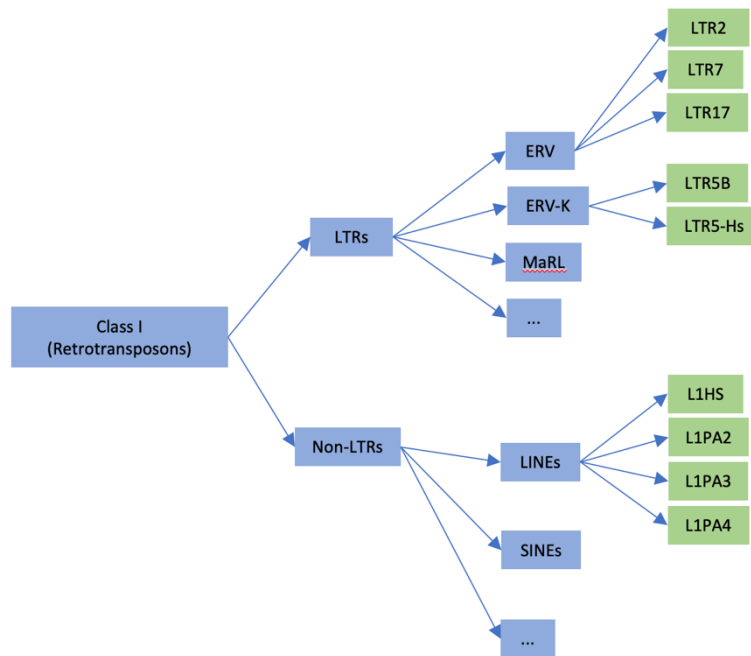 LTR2
LTR7
LTR17
ERV
LTR5B
ERV-K
LTR5-Hs
LTRs
MaRL
...
Class I
(Retrotransposons)
L1HS
L1PA2
Non-LTRs
LINEs
L1PA3
L1PA4
SINEs
...